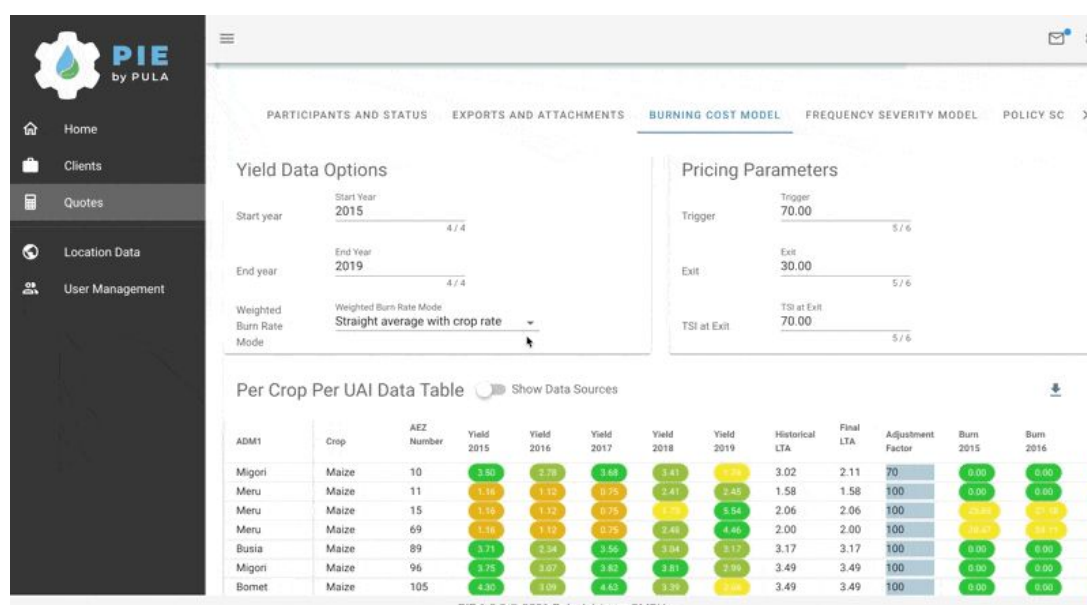 PIE
by PULA
Home
Clients
Quotes
Location Data
User Management
PARTICIPANTS AND STATUS EXPORTS AND ATTACHMENTS BURNING COST MODEL FREQUENCY SEVERITY MODEL POLICY SC
Yield Data Options
Start year
Start Year
2015
4 / 4
End year
End Year
2019
4 / 4
Weighted
Burn Rate
Mode
Weighted Burn Rate Mode
Straight average with crop rate
Pricing Parameters
Trigger
Trigger
70.00
5 / 6
Exit
Exit
30.00
5 / 6
TSI at Exit
TSI at Exit
70.00
5 / 6
Per Crop Per UAI Data Table Show Data Sources
ADM1 Crop AEZ Number Yield 2015 Yield 2016 Yield 2017 Yield 2018 Yield 2019 Historical LTA Final LTA Adjustment Factor Burn 2015 Burn 2016
Migori Maize 10 3.50 2.78 3.68 3.41 3.02 2.11 70 0.00 0.00
Meru Maize 11 1.16 1.12 0.75 2.41 2.45 1.58 1.58 100 0.00 0.00
Meru Maize 15 1.16 1.12 0.75 5.54 2.06 2.06 100
Meru Maize 69 1.16 1.12 0.75 4.46 2.00 2.00 100
Busia Maize 89 3.71 2.34 3.56 3.04 3.17 3.17 3.17 100 0.00 0.00
Migori Maize 96 3.75 3.07 3.82 3.81 2.99 3.49 3.49 100 0.00 0.00
Bomet Maize 105 4.30 3.09 4.63 3.39 3.49 3.49 100 0.00 0.00